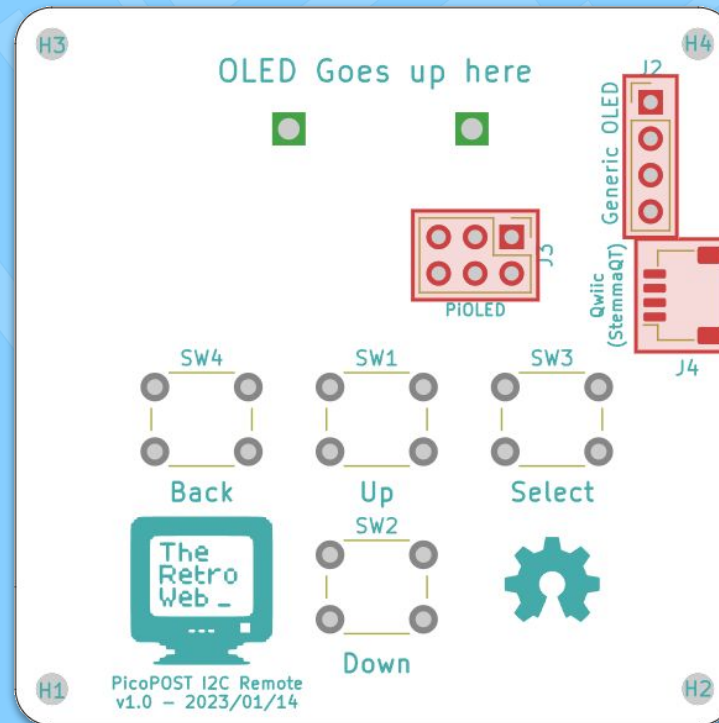 H3
H4
OLED Goes up here
J2
Generic OLED
J3
PiOLED
Qwiic
(StemmaQT)
J4
SW4
SW1
SW3
Back
Up
Select
SW2
The
Retro
Web_
Down
H1
PicoPOST I2C Remote
v1.0 - 2023/01/14
H2